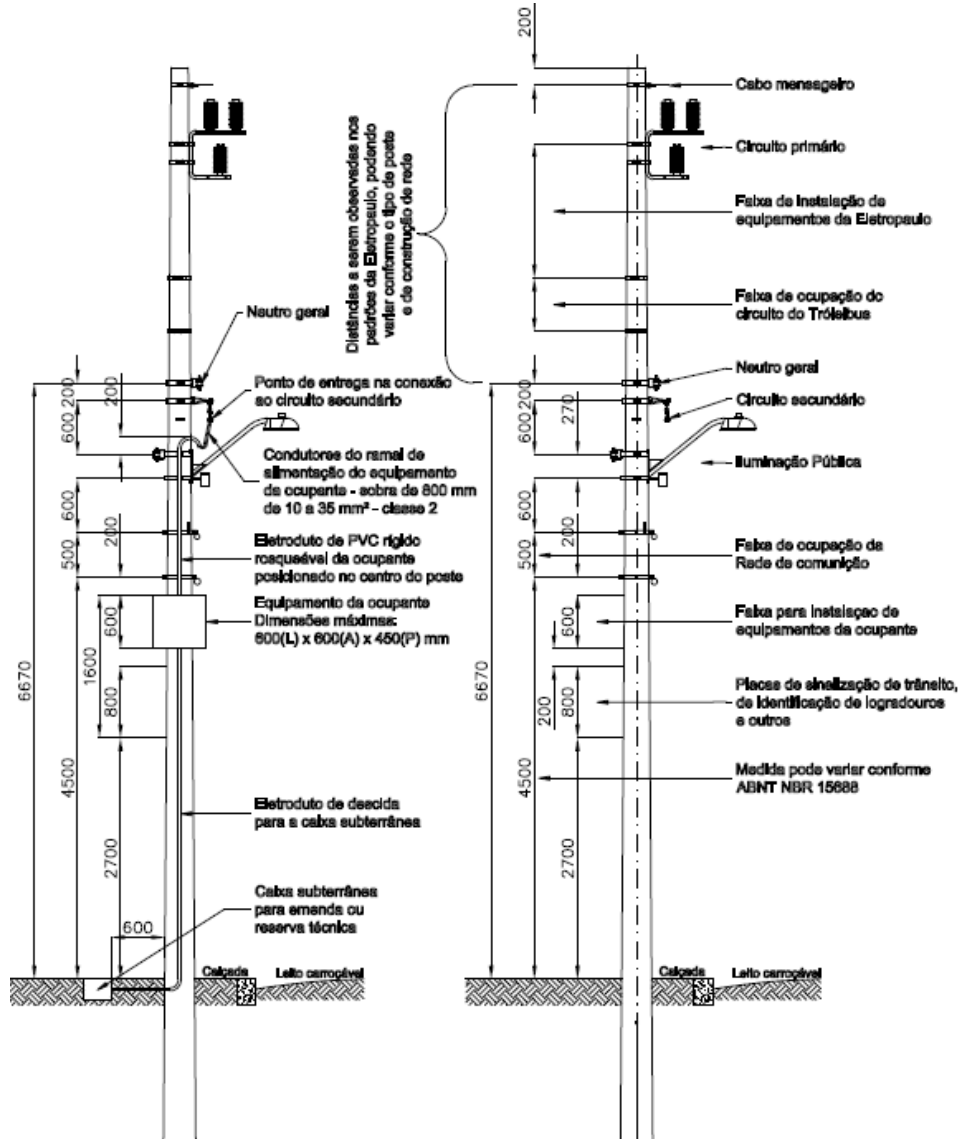 200
Cabo mensageiro
Circuito primário
Faixa de instalação de
equipamentos da Eletropaulo
Distâncias a serem observadas nos
padrões da Eletropaulo, podendo
variar conforme o tipo de poste
e de construção de rede
Faixa de ocupação do
circuito do Tróleibus
Neutro geral
Neutro geral
Ponto de entrega na conexão
ao circuito secundário
Circuito secundário
200
200
600
200
270
600
Condutores do ramal de
alimentação do equipamento
da ocupante - sobra de 800 mm
de 10 a 35 mm² - classe 2
Iluminação Pública
600
200
500
600
200
500
Eletroduto de PVC rígido
rosqueável da ocupante
posicionado no centro do poste
Faixa de ocupação da
Rede de comunição
Equipamento da ocupante
Dimensões máximas:
600(L) x 600(A) x 450(P) mm
Faixa para instalaçao de
equipamentos da ocupante
600
1600
800
6670
4500
600
200
800
6670
4500
Placas de sinalização de trânsito,
de identificação de logradouros
e outros
Medida pode variar conforme
ABNT NBR 15688
Eletroduto de descida
para a caixa subterrânea
2700
2700
Caixa subterrânea
para emenda ou
reserva técnica
600
Calçada
Leito carroçável
Calçada
Leito carroçável